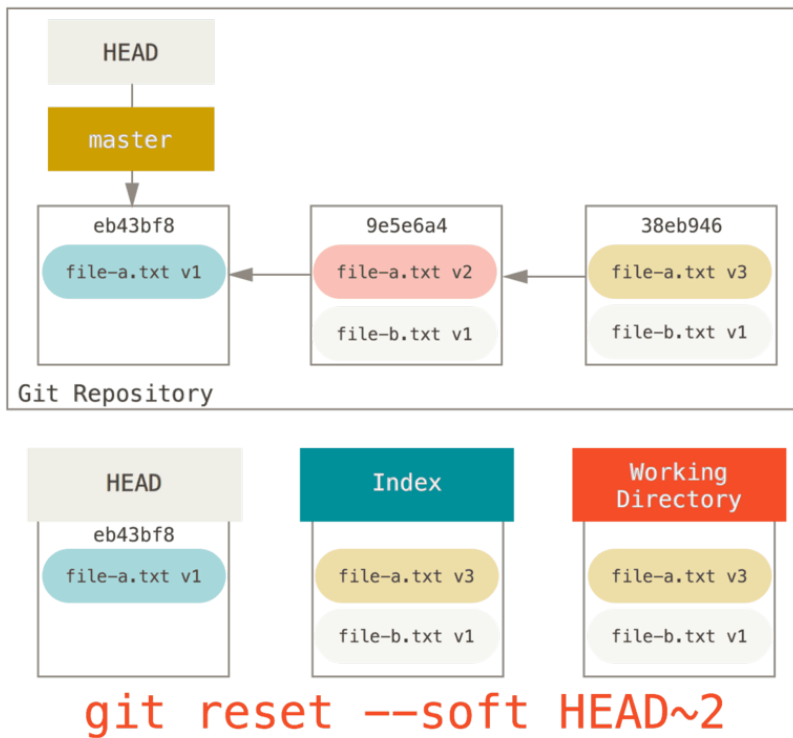 HEAD
master
eb43bf8
9e5e6a4
38eb946
file-a.txt v1
file-a.txt v2
file-a.txt v3
file-b.txt v1
file-b.txt v1
Git Repository
HEAD
Index
Working
Directory
eb43bf8
file-a.txt v1
file-a.txt v3
file-a.txt v3
file-b.txt v1
file-b.txt v1
git reset --soft HEAD~2